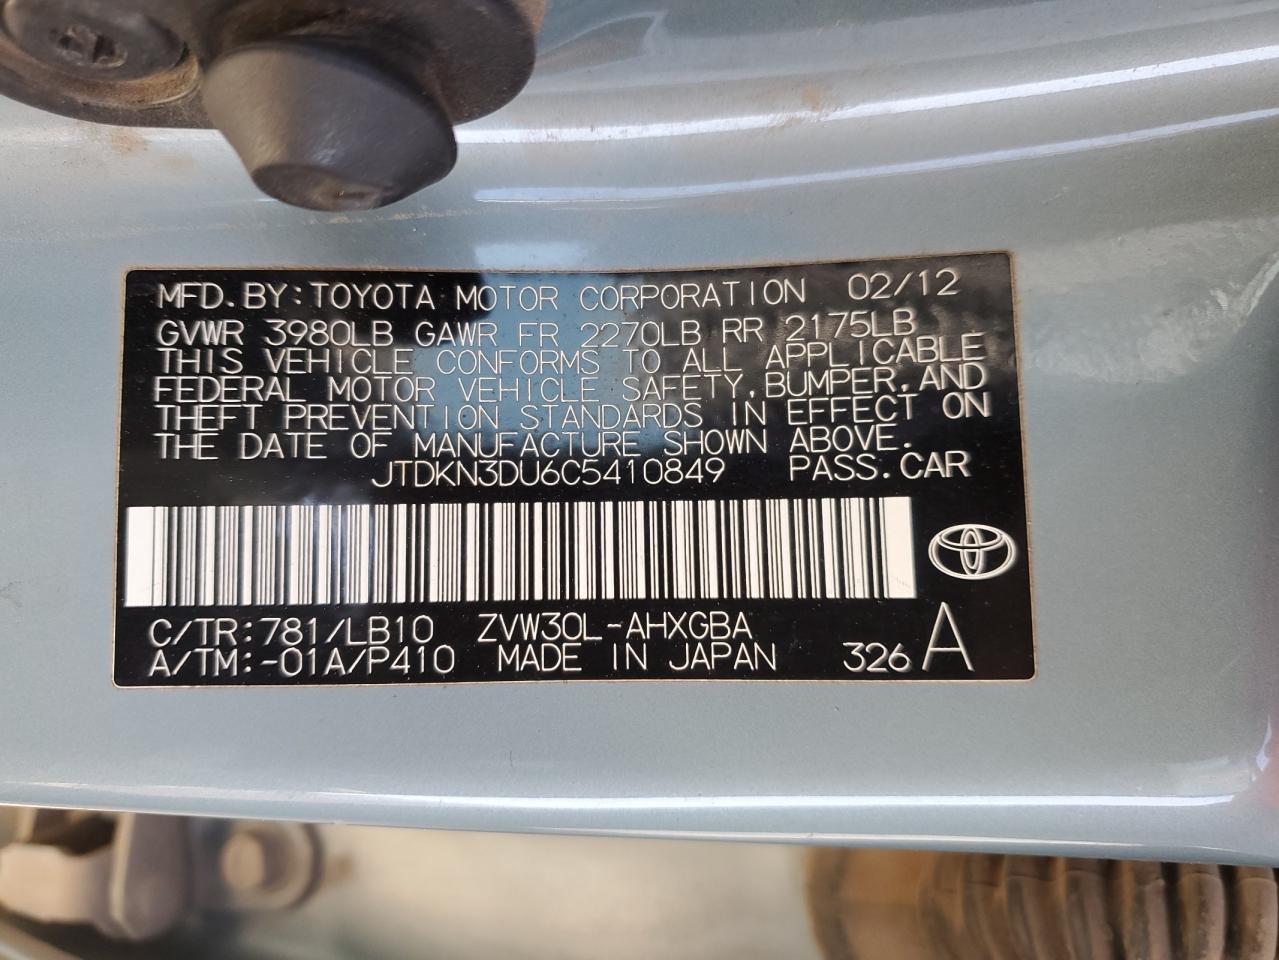 MFD.BY:TOYOTA MOTOR CORPORATION 02/12
GVWR 3980LB GAWR FR 2270LB RR 2175LB
THIS VEHICLE CONFORMS TO ALL APPLICABLE
FEDERAL MOTOR VEHICLE SAFETY,BUMPER,AND
THEFT PREVENTION STANDARDS IN EFFECT ON
THE DATE OF MANUFACTURE SHOWN ABOVE.
JTDKN3DU6C5410849 PASS.CAR
C/TR:781/LB10 ZVW30L-AHXGBA
A/TM:-01A/P410 MADE IN JAPAN 326 A